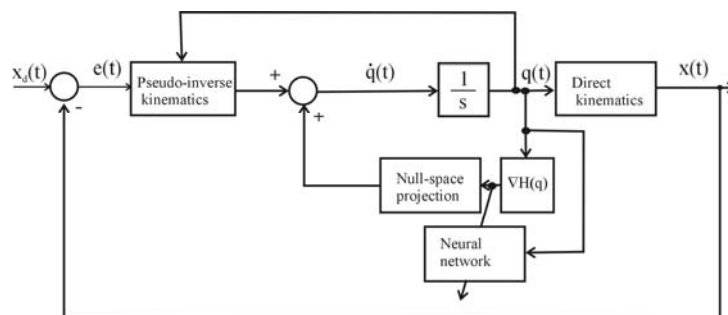 x_d(t)
e(t)
Pseudo-inverse
kinematics
+
q̇(t)
1
s
q(t)
Direct
kinematics
x(t)
-
+
Null-space
projection
∇H(q)
Neural
network